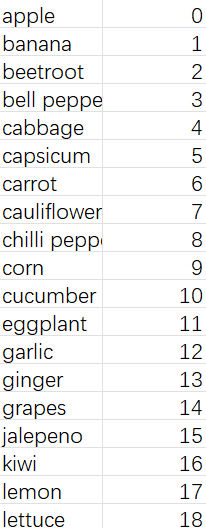 apple 0
banana 1
beetroot 2
bell peppe 3
cabbage 4
capsicum 5
carrot 6
cauliflower 7
chilli pepp 8
corn 9
cucumber 10
eggplant 11
garlic 12
ginger 13
grapes 14
jalepeno 15
kiwi 16
lemon 17
lettuce 18